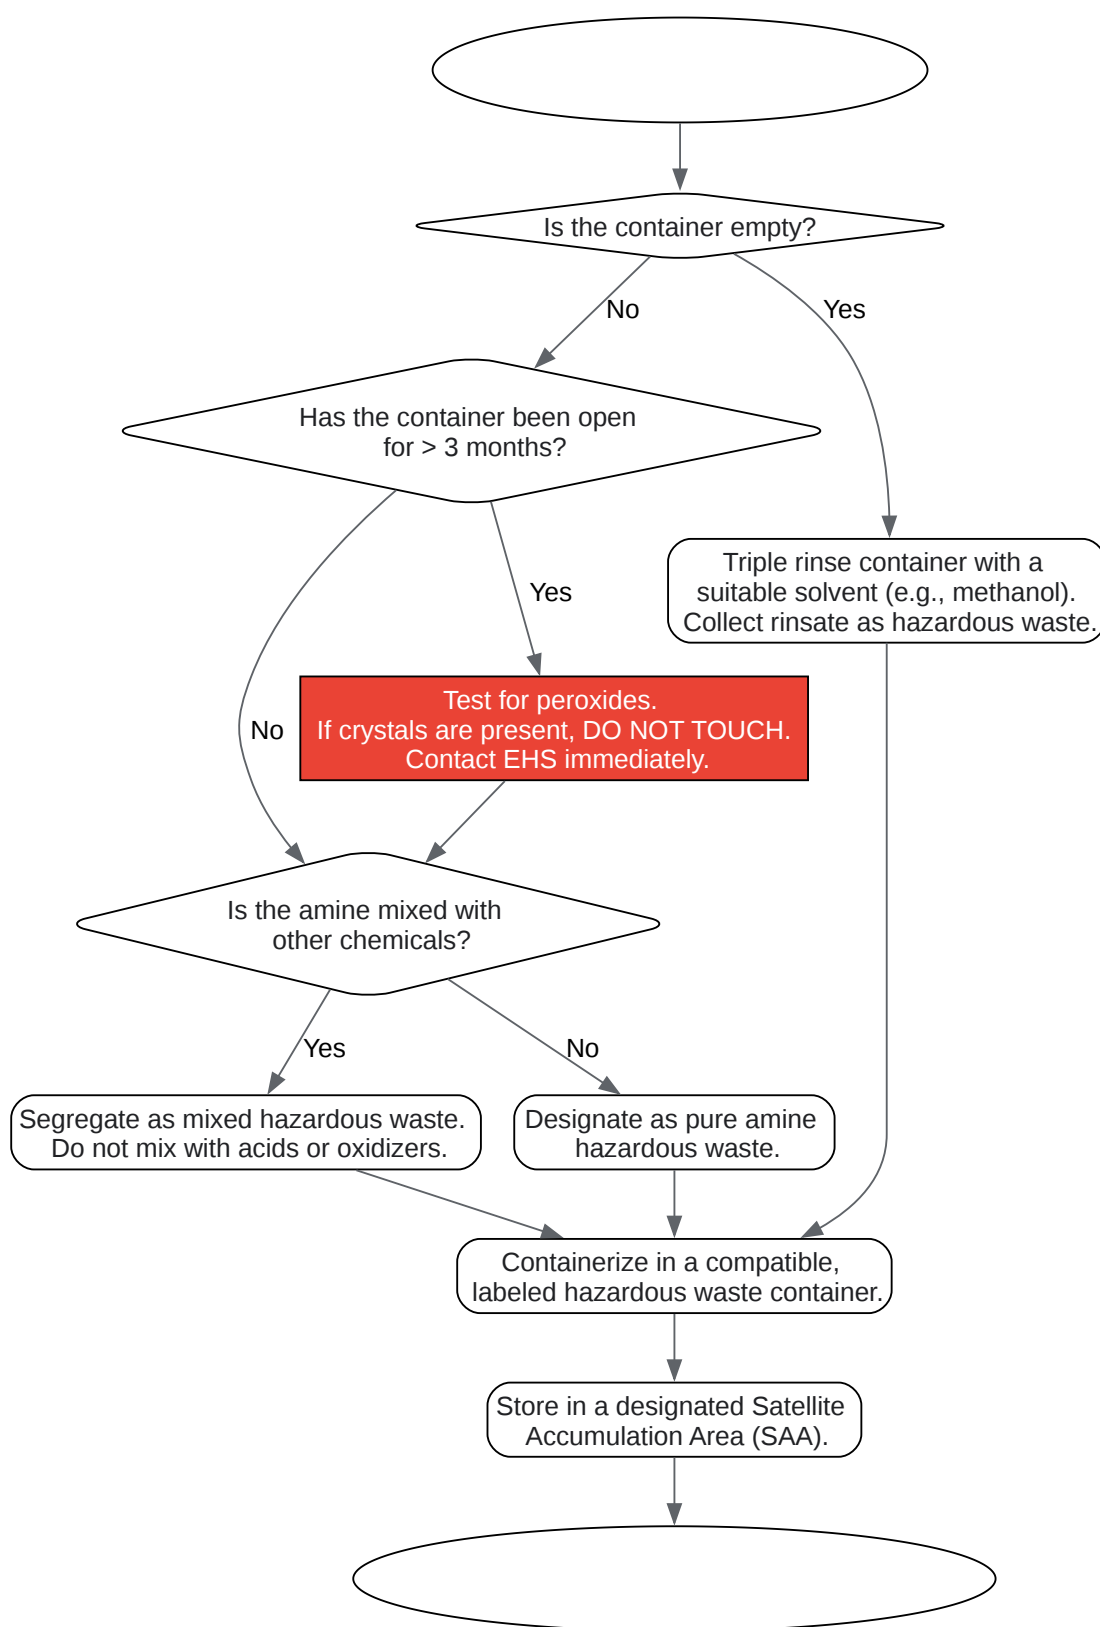 Is the container empty?
No
Yes
Has the container been open
for > 3 months?
Triple rinse container with a
suitable solvent (e.g., methanol).
Collect rinsate as hazardous waste.
Yes
No
Test for peroxides.
If crystals are present, DO NOT TOUCH.
Contact EHS immediately.
Is the amine mixed with
other chemicals?
Yes
No
Segregate as mixed hazardous waste.
Do not mix with acids or oxidizers.
Designate as pure amine
hazardous waste.
Containerize in a compatible,
labeled hazardous waste container.
Store in a designated Satellite
Accumulation Area (SAA).